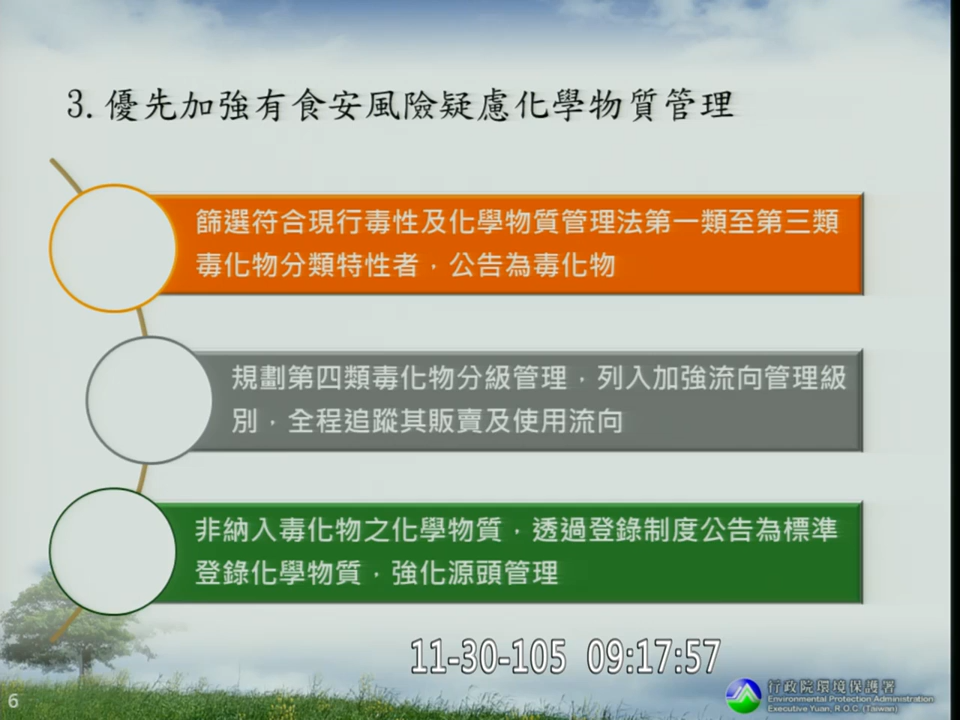 3.優先加強有食安風險疑慮化學物質管理
篩選符合現行毒性及化學物質管理法第一類至第三類
毒化物分類特性者，公告為毒化物
規劃第四類毒化物分級管理，列入加強流向管理級
別，全程追蹤其販賣及使用流向
非納入毒化物之化學物質，透過登錄制度公告為標準
登錄化學物質，強化源頭管理
11-30-105 09:17:57
6
行政院環境保護署
Environmental Protection Administration
Executive Yuan, R.O.C. (Taiwan)